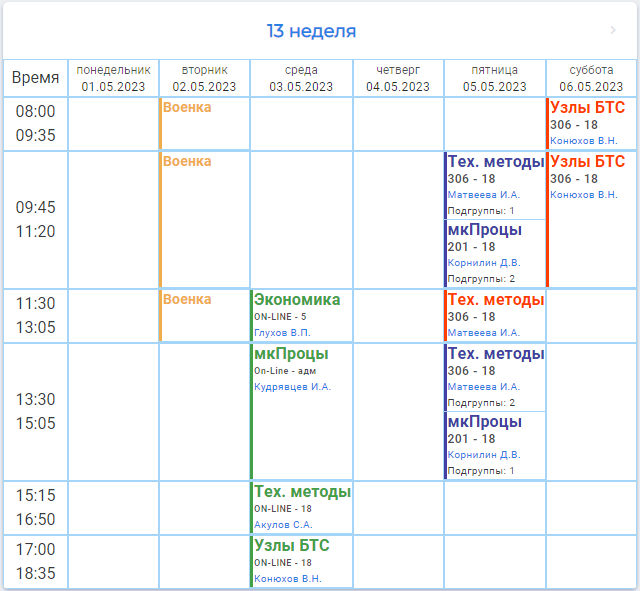 13 неделя
Время
понедельник
01.05.2023
вторник
02.05.2023
среда
03.05.2023
четверг
04.05.2023
пятница
05.05.2023
суббота
06.05.2023
08:00
09:35
Военка
Узлы БТС
306 - 18
Конюхов В.Н.
09:45
11:20
Военка
Тех. методы
306 - 18
Матвеева И.А.
Подгруппы: 1
мкПроцы
201 - 18
Корнилин Д.В.
Подгруппы: 2
Узлы БТС
306 - 18
Конюхов В.Н.
11:30
13:05
Военка
Экономика
ON-LINE - 5
Глухов В.П.
Тех. методы
306 - 18
Матвеева И.А.
13:30
15:05
мкПроцы
On-Line - адм
Кудрявцев И.А.
Тех. методы
306 - 18
Матвеева И.А.
Подгруппы: 2
мкПроцы
201 - 18
Корнилин Д.В.
Подгруппы: 1
15:15
16:50
Тех. методы
ON-LINE - 18
Акулов С.А.
17:00
18:35
Узлы БТС
ON-LINE - 18
Конюхов В.Н.